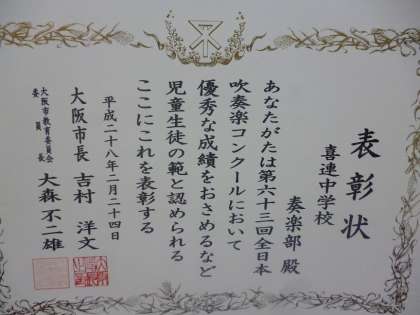 表彰状
喜連中学校
奏楽部 殿
あなたがたは第六十三回全日本
吹奏楽コンクールにおいて
優秀な成績をおさめるなど
児童生徒の範と認められる
ここにこれを表彰する
平成二十八年二月二十四日
大阪市長 吉村 洋文
大阪市教育委員会
委員長 大森 不二雄